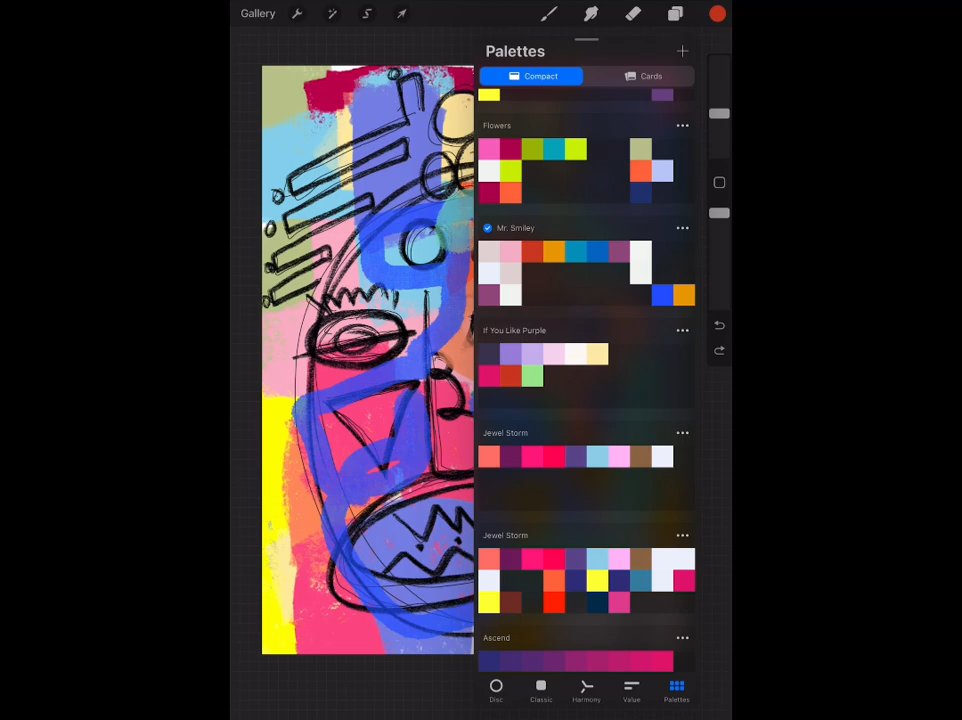 Gallery
Palettes
Compact
Cards
Flowers
Mr. Smiley
If You Like Purple
Jewel Storm
Jewel Storm
Ascend
Disc
Classic
Harmony
Value
Palettes